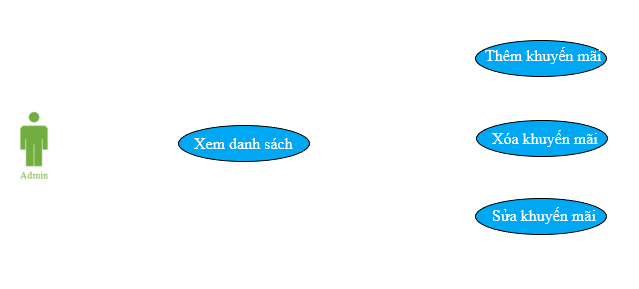 Thêm khuyến mãi
Xem danh sách
Xóa khuyến mãi
Admin
Sửa khuyến mãi